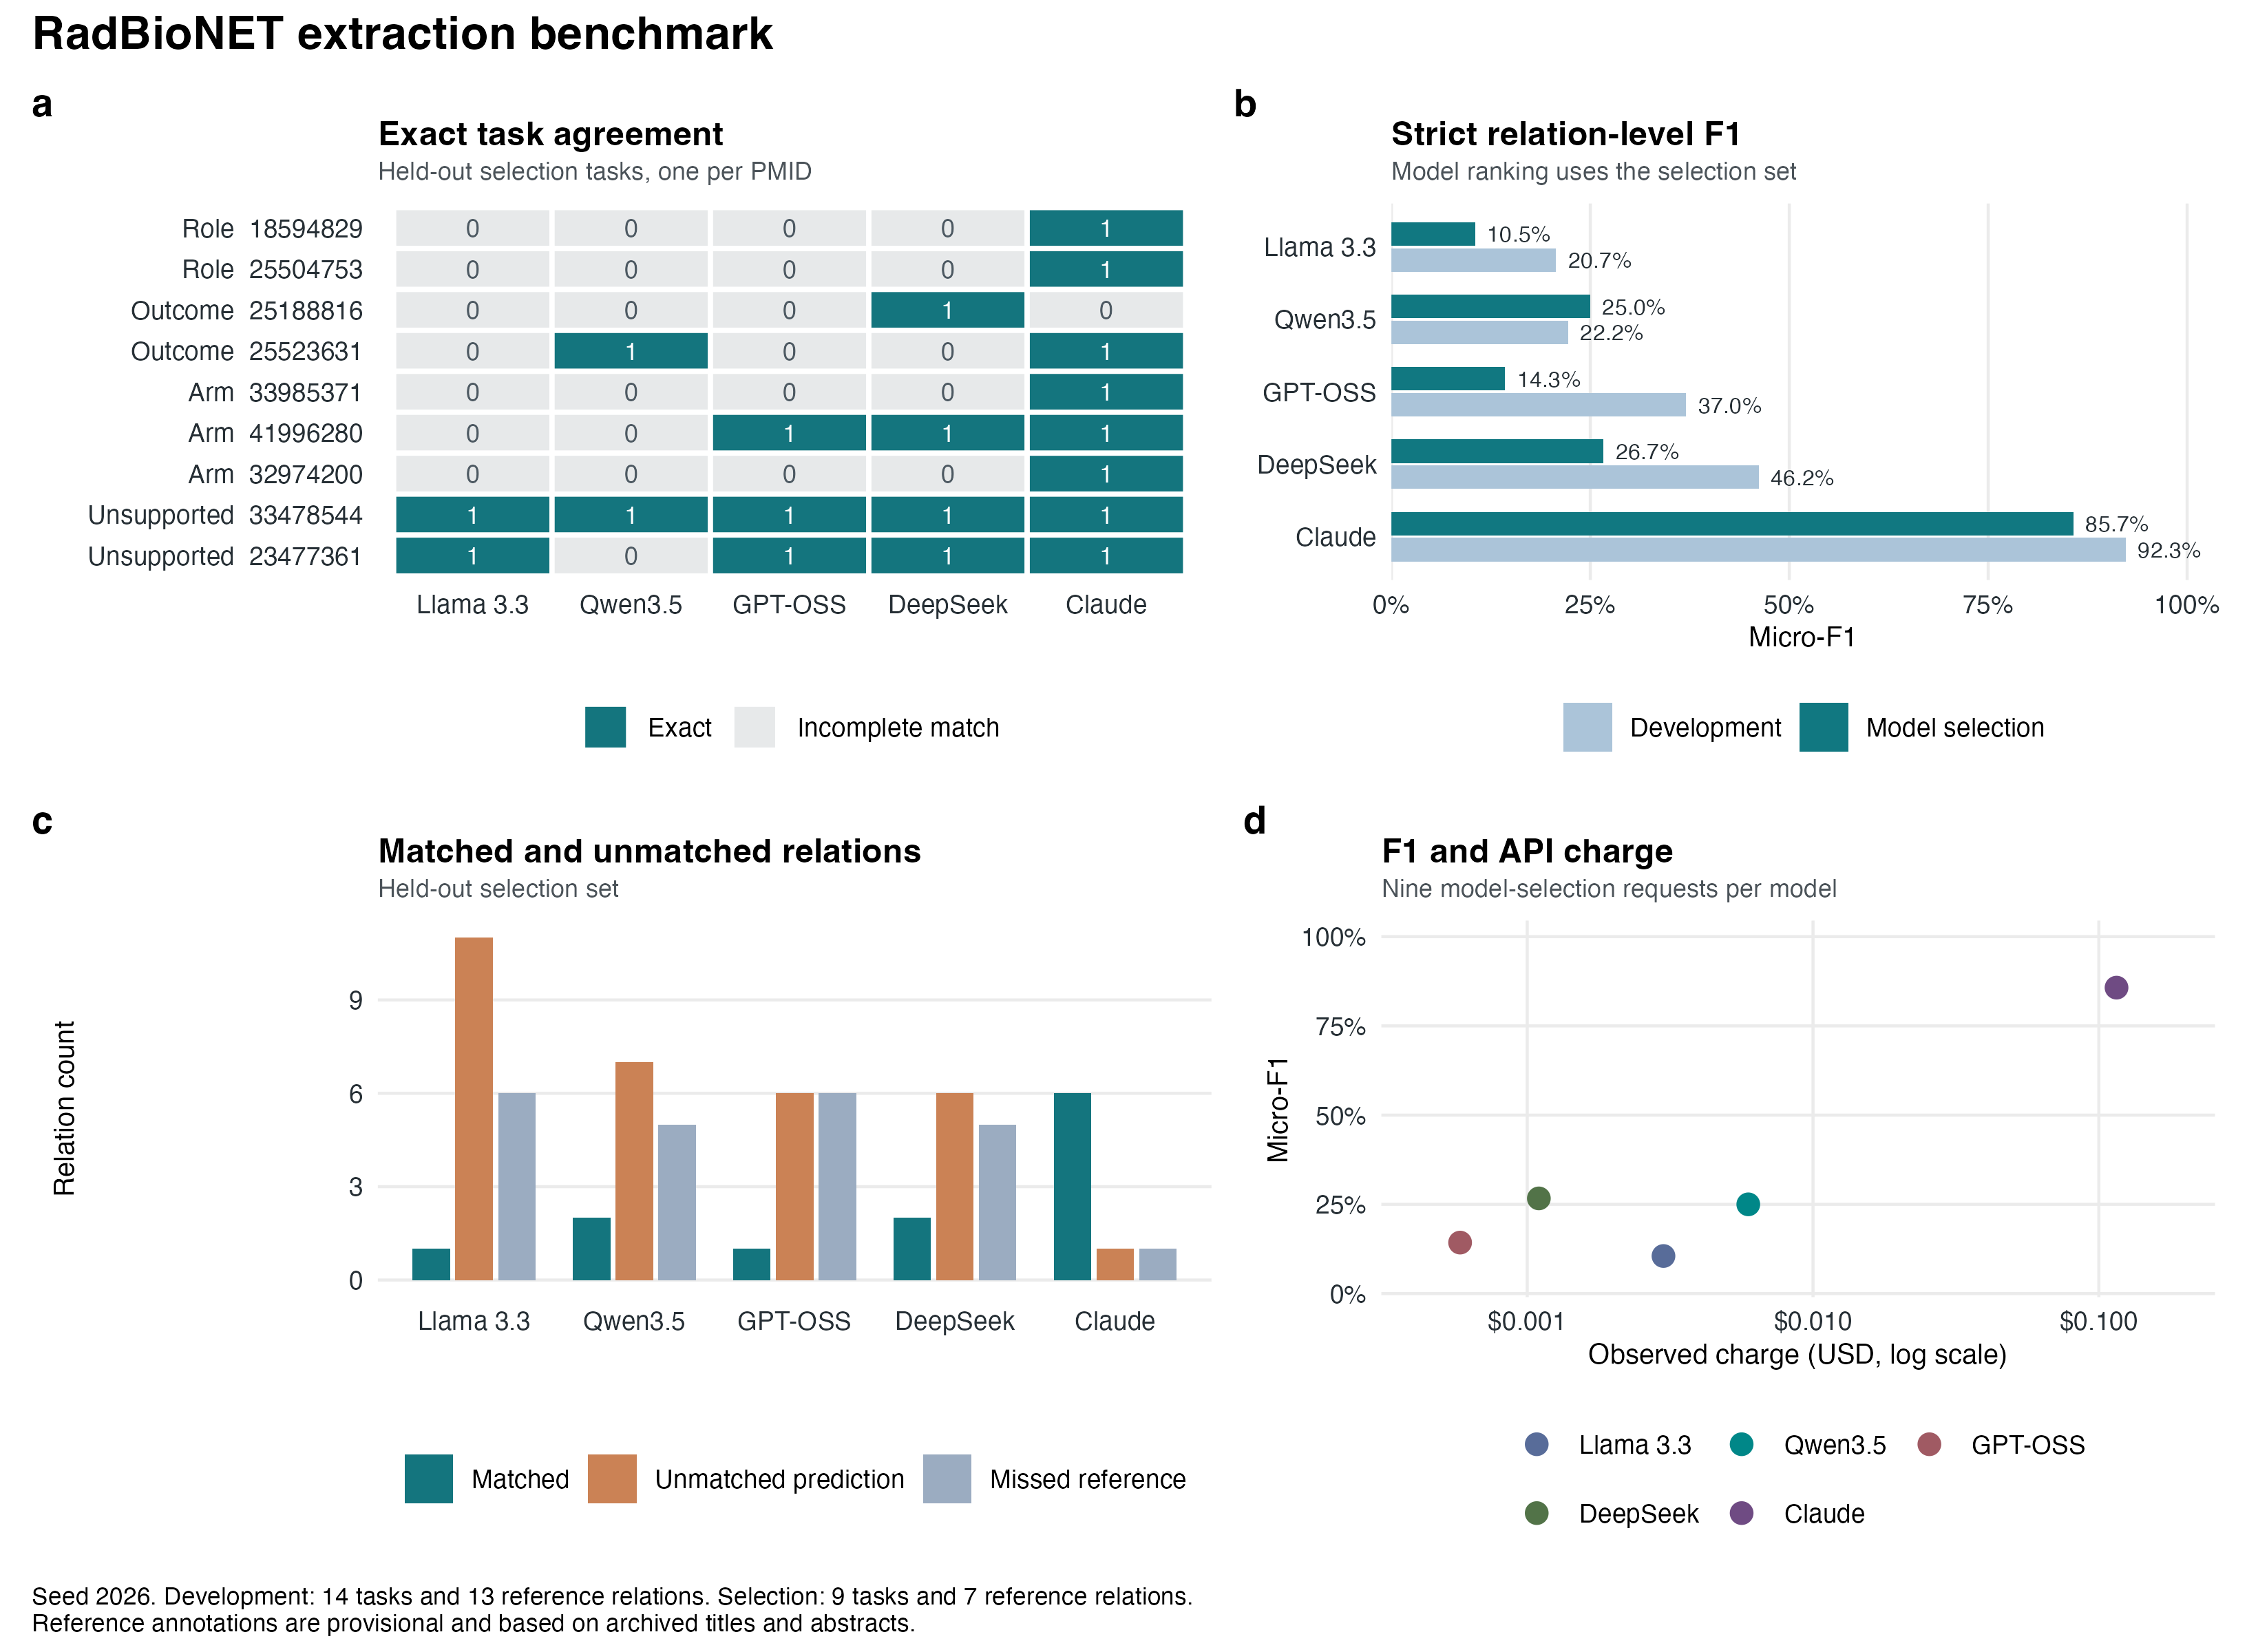 RadBioNET extraction benchmark
a
Exact task agreement
Held-out selection tasks, one per PMID
Role 18594829 0 0 0 0 1
Role 25504753 0 0 0 0 1
Outcome 25188816 0 0 0 1 0
Outcome 25523631 0 1 0 0 1
Arm 33985371 0 0 0 0 1
Arm 41996280 0 0 1 1 1
Arm 32974200 0 0 0 0 1
Unsupported 33478544 1 1 1 1 1
Unsupported 23477361 1 0 1 1 1
Llama 3.3 Qwen3.5 GPT-OSS DeepSeek Claude
Exact Incomplete match
b
Strict relation-level F1
Model ranking uses the selection set
Llama 3.3 10.5%
20.7%
Qwen3.5 25.0%
22.2%
GPT-OSS 14.3%
37.0%
DeepSeek 26.7%
46.2%
Claude 85.7%
92.3%
0% 25% 50% 75% 100%
Micro-F1
Development Model selection
c
Matched and unmatched relations
Held-out selection set
Relation count
9
6
3
0
Llama 3.3 Qwen3.5 GPT-OSS DeepSeek Claude
Matched Unmatched prediction Missed reference
d
F1 and API charge
Nine model-selection requests per model
Micro-F1
100%
75%
50%
25%
0%
$0.001 $0.010 $0.100
Observed charge (USD, log scale)
Llama 3.3 Qwen3.5 GPT-OSS
DeepSeek Claude
Seed 2026. Development: 14 tasks and 13 reference relations. Selection: 9 tasks and 7 reference relations.
Reference annotations are provisional and based on archived titles and abstracts.